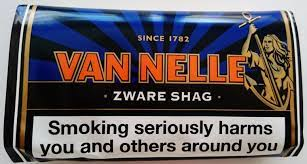 SINCE 1782
VAN NELLE
· ZWARE SHAG ·
Smoking seriously harms
you and others around you